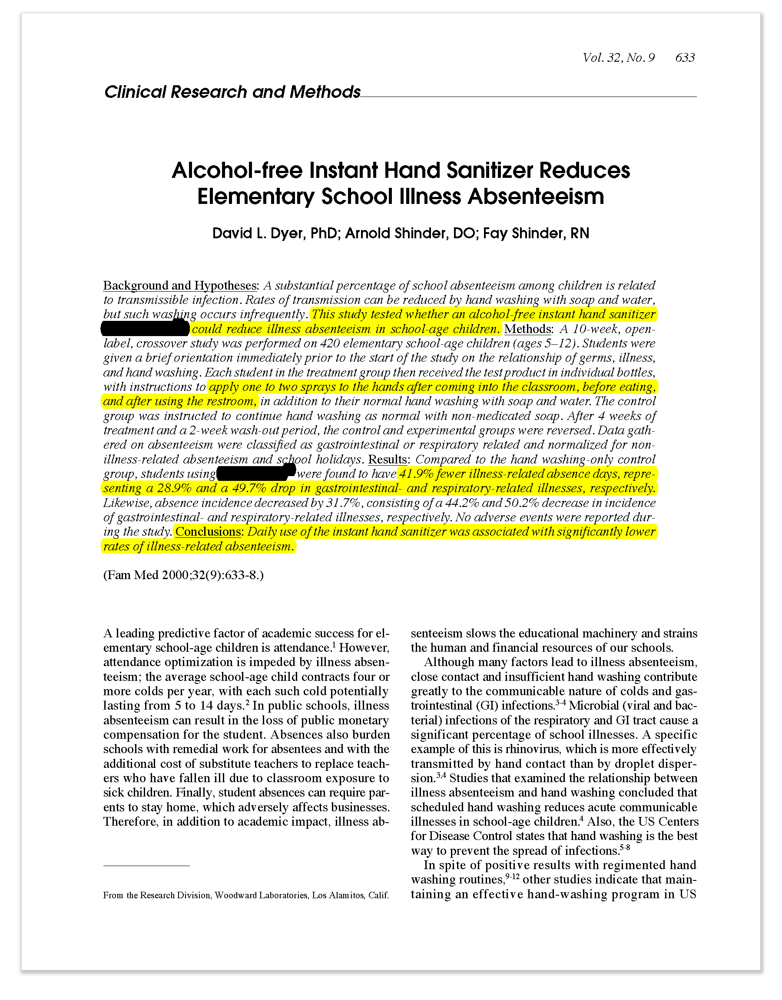 Vol. 32, No. 9 633
Clinical Research and Methods
Alcohol-free Instant Hand Sanitizer Reduces
Elementary School Illness Absenteeism
David L. Dyer, PhD; Arnold Shinder, DO; Fay Shinder, RN
Background and Hypotheses: A substantial percentage of school absenteeism among children is related
to transmissible infection. Rates of transmission can be reduced by hand washing with soap and water,
but such washing occurs infrequently. This study tested whether an alcohol-free instant hand sanitizer
could reduce illness absenteeism in school-age children. Methods: A 10-week, open-
label, crossover study was performed on 420 elementary school-age children (ages 5–12). Students were
given a brief orientation immediately prior to the start of the study on the relationship of germs, illness,
and hand washing. Each student in the treatment group then received the test product in individual bottles,
with instructions to apply one to two sprays to the hands after coming into the classroom, before eating,
and after using the restroom, in addition to their normal hand washing with soap and water. The control
group was instructed to continue hand washing as normal with non-medicated soap. After 4 weeks of
treatment and a 2-week wash-out period, the control and experimental groups were reversed. Data gath-
ered on absenteeism were classified as gastrointestinal or respiratory related and normalized for non-
illness-related absenteeism and school holidays. Results: Compared to the hand washing-only control
group, students using were found to have 41.9% fewer illness-related absence days, repre-
senting a 28.9% and a 49.7% drop in gastrointestinal- and respiratory-related illnesses, respectively.
Likewise, absence incidence decreased by 31.7%, consisting of a 44.2% and 50.2% decrease in incidence
of gastrointestinal- and respiratory-related illnesses, respectively. No adverse events were reported dur-
ing the study. Conclusions: Daily use of the instant hand sanitizer was associated with significantly lower
rates of illness-related absenteeism.
(Fam Med 2000;32(9):633-8.)
A leading predictive factor of academic success for el-
ementary school-age children is attendance.1 However,
attendance optimization is impeded by illness absen-
teeism; the average school-age child contracts four or
more colds per year, with each such cold potentially
lasting from 5 to 14 days.2 In public schools, illness
absenteeism can result in the loss of public monetary
compensation for the student. Absences also burden
schools with remedial work for absentees and with the
additional cost of substitute teachers to replace teach-
ers who have fallen ill due to classroom exposure to
sick children. Finally, student absences can require par-
ents to stay home, which adversely affects businesses.
Therefore, in addition to academic impact, illness ab-
From the Research Division, Woodward Laboratories, Los Alamitos, Calif.
senteeism slows the educational machinery and strains
the human and financial resources of our schools.
Although many factors lead to illness absenteeism,
close contact and insufficient hand washing contribute
greatly to the communicable nature of colds and gas-
trointestinal (GI) infections.3-4 Microbial (viral and bac-
terial) infections of the respiratory and GI tract cause a
significant percentage of school illnesses. A specific
example of this is rhinovirus, which is more effectively
transmitted by hand contact than by droplet disper-
sion.3,4 Studies that examined the relationship between
illness absenteeism and hand washing concluded that
scheduled hand washing reduces acute communicable
illnesses in school-age children.4 Also, the US Centers
for Disease Control states that hand washing is the best
way to prevent the spread of infections.5-8
In spite of positive results with regimented hand
washing routines,9-12 other studies indicate that main-
taining an effective hand-washing program in US